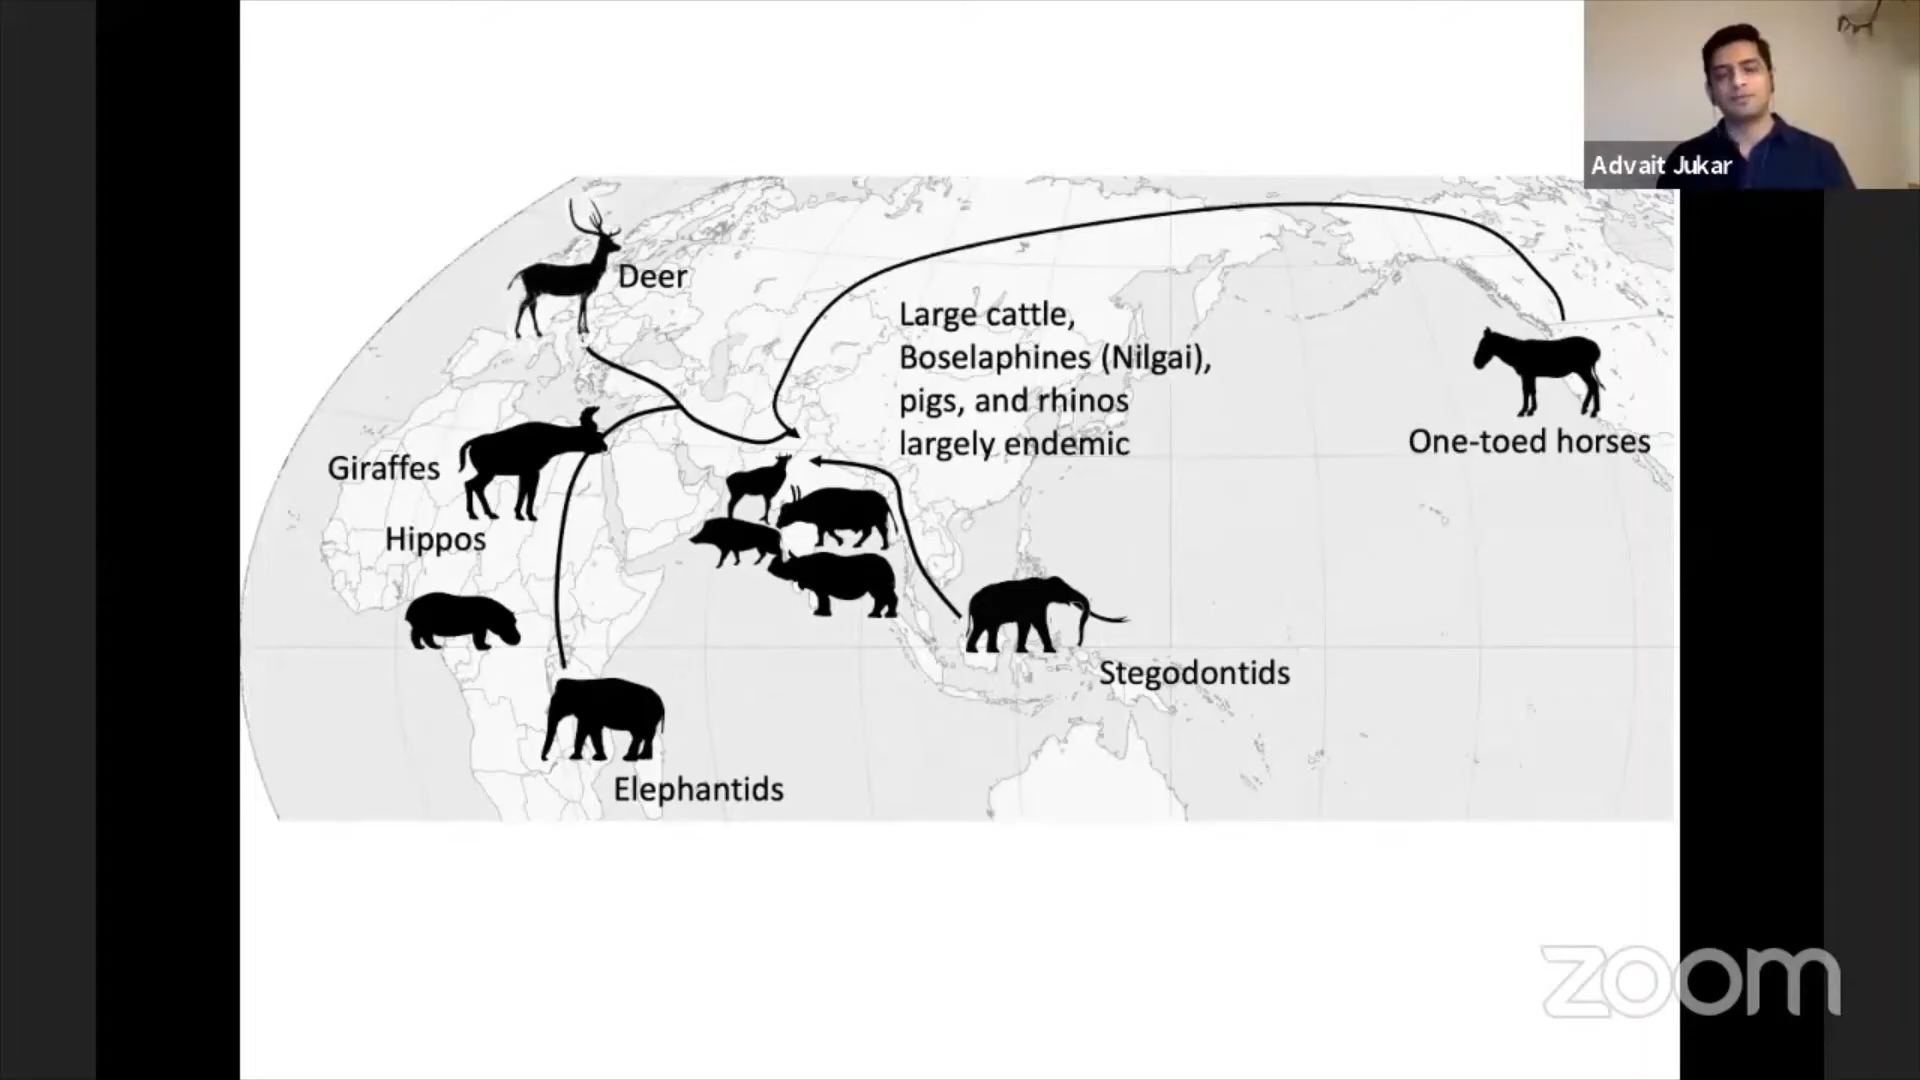 Advait Jukar
Deer
Large cattle,
Boselaphines (Nilgai),
pigs, and rhinos
largely endemic
One-toed horses
Giraffes
Hippos
Stegodontids
Elephantids
zoom